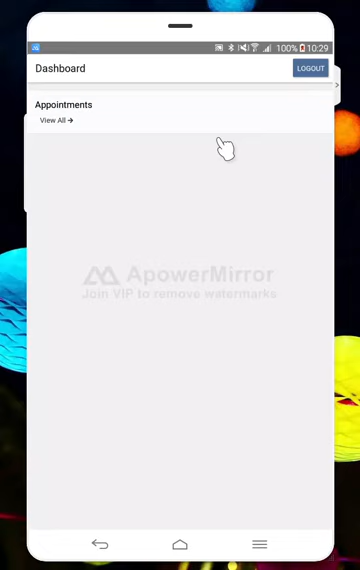 100% 10:29
Dashboard
LOGOUT
Appointments
View All →
ApowerMirror
Join VIP to remove watermarks